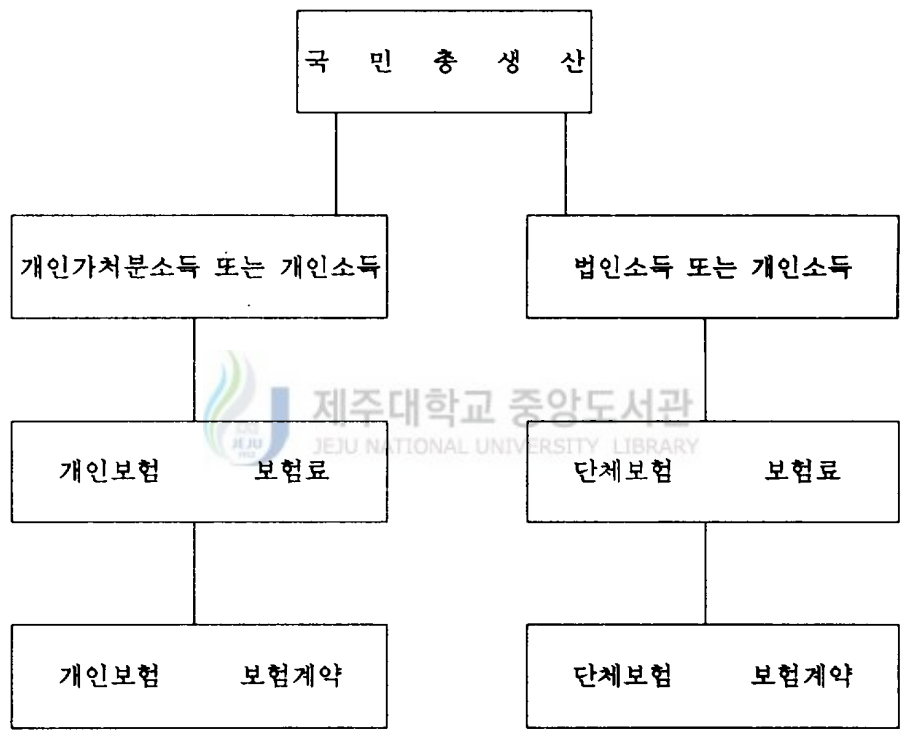 국 민 총 생 산
개인가처분소득 또는 개인소득
법인소득 또는 개인소득
제주대학교 중앙도서관
JEJU NATIONAL UNIVERSITY LIBRARY
개인보험 보험료
단체보험 보험료
개인보험 보험계약
단체보험 보험계약